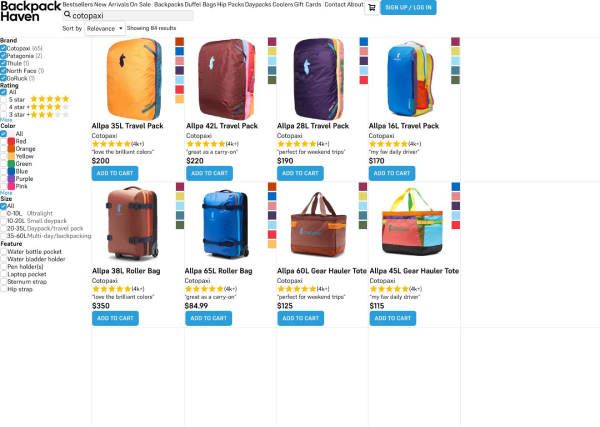 Backpack
Haven
Bestsellers New Arrivals On Sale Backpacks Duffel Bags Hip Packs Daypacks Coolers Gift Cards Contact About
SIGN UP / LOG IN
cotopaxi
Sort by Relevance Showing 84 results
Brand
Cotopaxi (65)
Patagonia (2)
Thule (1)
North Face (1)
GoRuck (1)
Rating
All
5 star
4 star +
3 star +
More
Color
All
Red
Orange
Yellow
Green
Blue
Purple
Pink
More
Size
All
0-10L Ultralight
10-20L Small daypack
20-35L Daypack/travel pack
35-60L Multi-day/backpacking
Feature
Water bottle pocket
Water bladder holder
Pen holder(s)
Laptop pocket
Sternum strap
Hip strap
Allpa 35L Travel Pack
Cotopaxi
(4k+)
"love the brilliant colors"
$200
ADD TO CART
Allpa 42L Travel Pack
Cotopaxi
(4k+)
"great as a carry-on"
$220
ADD TO CART
Allpa 28L Travel Pack
Cotopaxi
(4k+)
"perfect for weekend trips"
$190
ADD TO CART
Allpa 16L Travel Pack
Cotopaxi
(4k+)
"my fav daily driver"
$170
ADD TO CART
Allpa 38L Roller Bag
Cotopaxi
(4k+)
"love the brilliant colors"
$350
ADD TO CART
Allpa 65L Roller Bag
Cotopaxi
(4k+)
"great as a carry-on"
$84.99
ADD TO CART
Allpa 60L Gear Hauler Tote
Cotopaxi
(4k+)
"perfect for weekend trips"
$125
ADD TO CART
Allpa 45L Gear Hauler Tote
Cotopaxi
(4k+)
"my fav daily driver"
$115
ADD TO CART